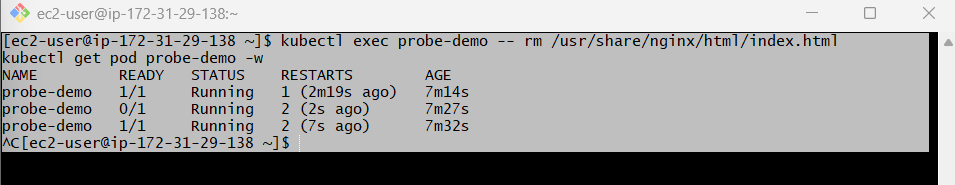 ec2-user@ip-172-31-29-138:~
[ec2-user@ip-172-31-29-138 ~]$ kubectl exec probe-demo -- rm /usr/share/nginx/html/index.html
kubectl get pod probe-demo -w
NAME         READY   STATUS    RESTARTS        AGE
probe-demo   1/1     Running   1 (2m19s ago)   7m14s
probe-demo   0/1     Running   2 (2s ago)      7m27s
probe-demo   1/1     Running   2 (7s ago)      7m32s
^C[ec2-user@ip-172-31-29-138 ~]$